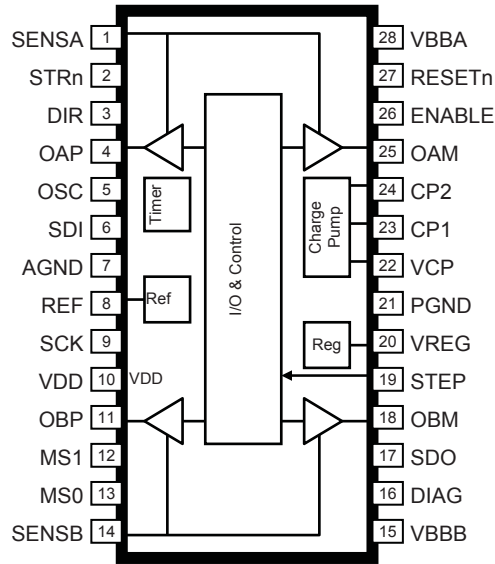 SENSA 1 28 VBBA
STRn 2 27 RESETn
DIR 3 26 ENABLE
OAP 4 25 OAM
OSC 5 Timer Charge Pump 24 CP2
SDI 6 23 CP1
AGND 7 I/O & Control 22 VCP
REF 8 Ref 21 PGND
SCK 9 Reg 20 VREG
VDD 10 VDD 19 STEP
OBP 11 18 OBM
MS1 12 17 SDO
MS0 13 16 DIAG
SENSB 14 15 VBBB